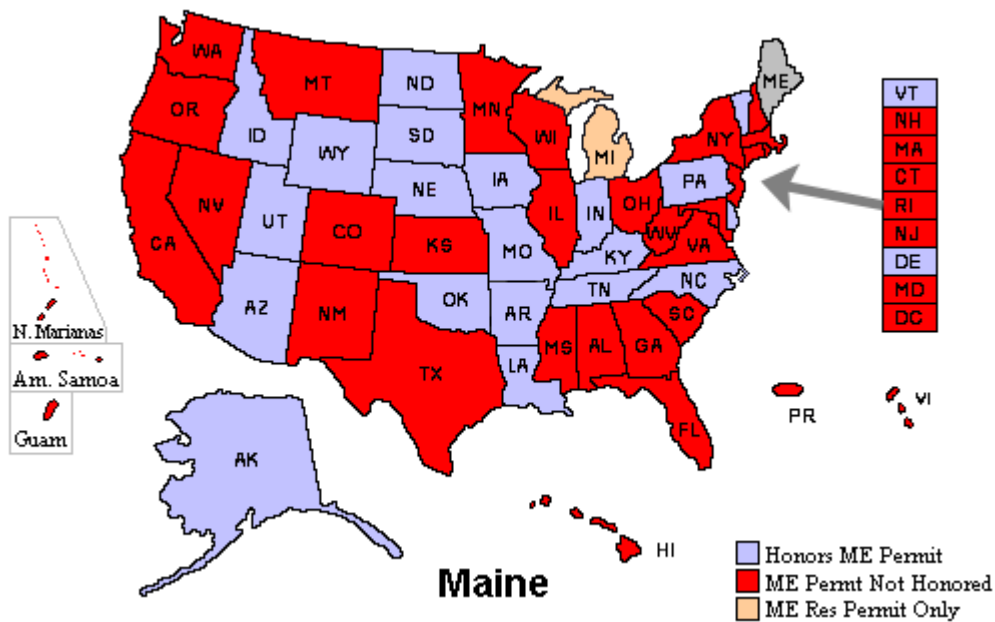 WA
MT
ND
MN
ME
VT
OR
ID
SD
WI
NY
NH
WY
MI
MA
NE
IA
PA
CT
NV
UT
CO
IL
IN
OH
RI
CA
KS
MO
WV
VA
NJ
KY
DE
AZ
NM
OK
AR
TN
NC
MD
SC
DC
N. Marianas
MS
AL
GA
TX
LA
Am. Samoa
PR
VI
FL
Guam
AK
HI
Maine
Honors ME Permit
ME Permt Not Honored
ME Res Permit Only